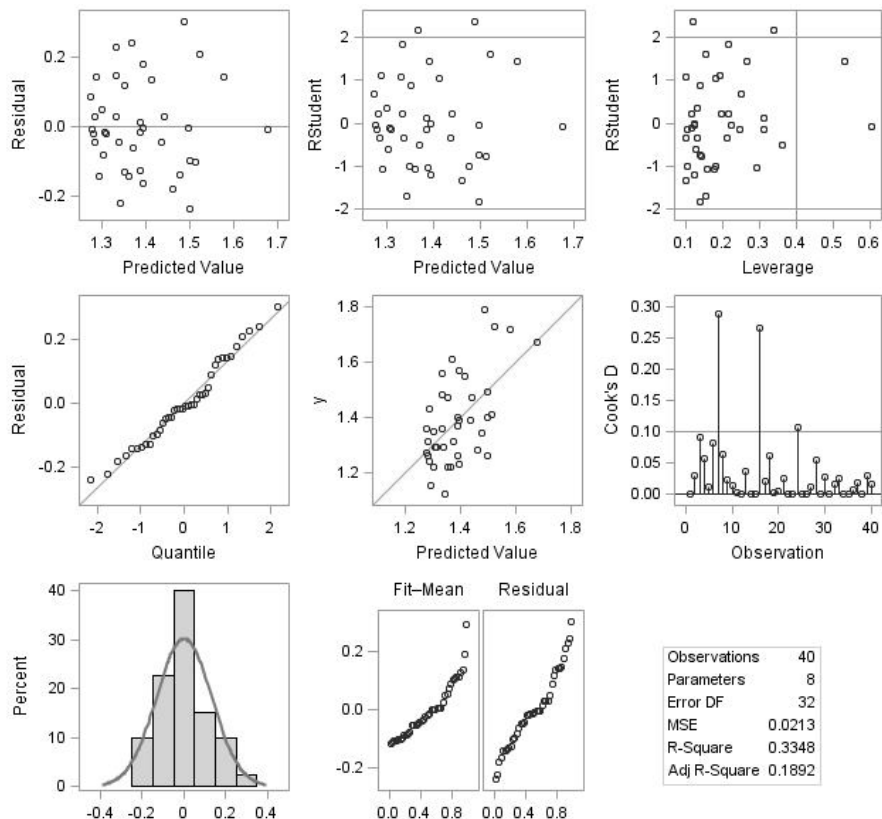 0.2
0.0
-0.2
Residual
1.3 1.4 1.5 1.6 1.7
Predicted Value
2
1
0
-1
-2
RStudent
1.3 1.4 1.5 1.6 1.7
Predicted Value
2
1
0
-1
-2
RStudent
0.1 0.2 0.3 0.4 0.5 0.6
Leverage
0.2
0.0
-0.2
Residual
-2 -1 0 1 2
Quantile
1.8
1.6
1.4
1.2
y
1.2 1.4 1.6 1.8
Predicted Value
0.30
0.25
0.20
0.15
0.10
0.05
0.00
Cook's D
0 10 20 30 40
Observation
40
30
20
10
0
Percent
-0.4 -0.2 0 0.2 0.4
Fit–Mean Residual
0.2
0.0
-0.2
0.0 0.4 0.8 0.0 0.4 0.8
Observations 40
Parameters 8
Error DF 32
MSE 0.0213
R-Square 0.3348
Adj R-Square 0.1892